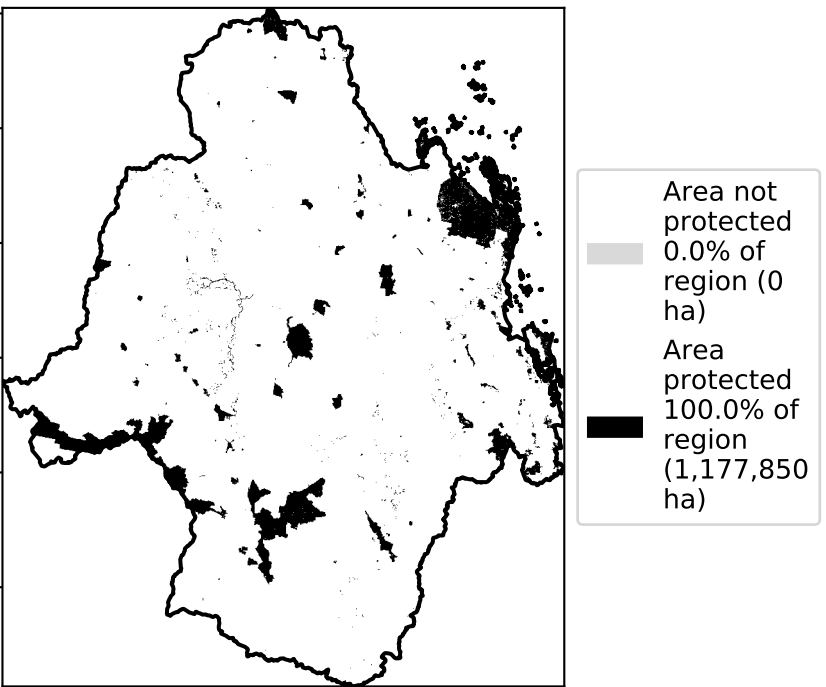 Area not
protected
0.0% of
region (0
ha)
Area
protected
100.0% of
region
(1,177,850
ha)